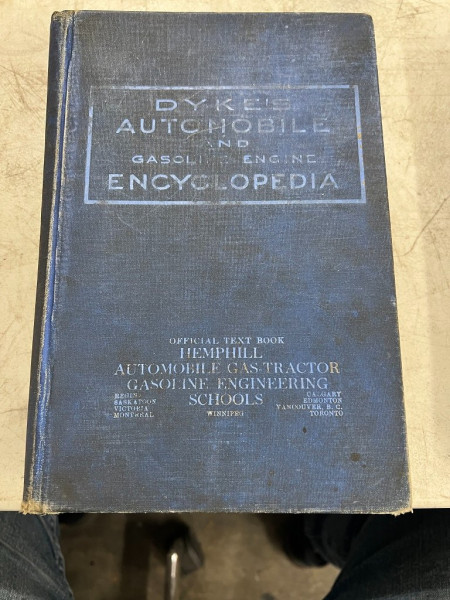 DYKE'S
AUTOMOBILE
AND
GASOLINE ENGINE
ENCYCLOPEDIA
OFFICIAL TEXT BOOK
HEMPHILL
AUTOMOBILE GAS-TRACTOR
GASOLINE ENGINEERING
SCHOOLS
REGINA
SASKATOON
VICTORIA
MONTREAL
WINNIPEG
CALGARY
EDMONTON
VANCOUVER, B. C.
TORONTO